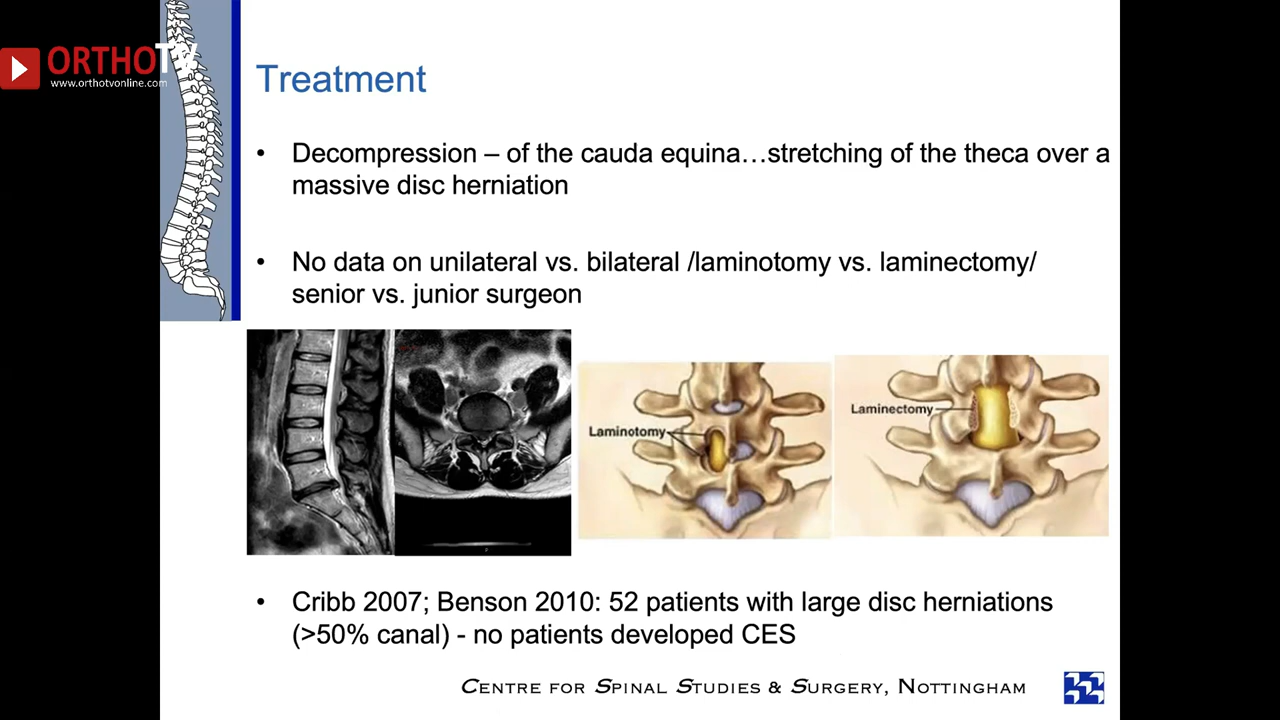 ORTHOTV
www.orthotvonline.com
Treatment
• Decompression – of the cauda equina…stretching of the theca over a
massive disc herniation
• No data on unilateral vs. bilateral /laminotomy vs. laminectomy/
senior vs. junior surgeon
Laminotomy
Laminectomy
• Cribb 2007; Benson 2010: 52 patients with large disc herniations
(>50% canal) - no patients developed CES
CENTRE FOR SPINAL STUDIES & SURGERY, NOTTINGHAM